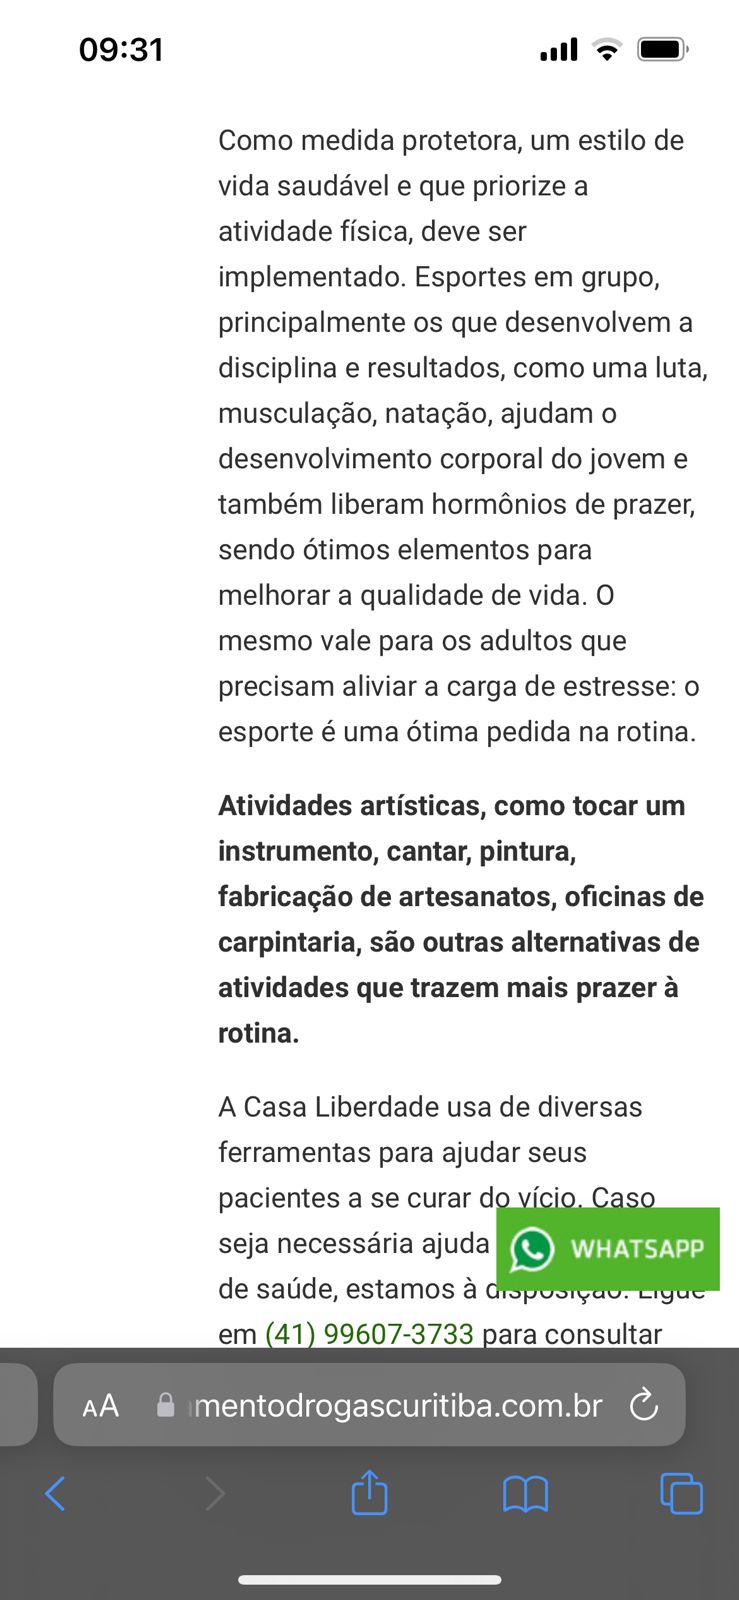 09:31
Como medida protetora, um estilo de
vida saudável e que priorize a
atividade física, deve ser
implementado. Esportes em grupo,
principalmente os que desenvolvem a
disciplina e resultados, como uma luta,
musculação, natação, ajudam o
desenvolvimento corporal do jovem e
também liberam hormônios de prazer,
sendo ótimos elementos para
melhorar a qualidade de vida. O
mesmo vale para os adultos que
precisam aliviar a carga de estresse: o
esporte é uma ótima pedida na rotina.
Atividades artísticas, como tocar um
instrumento, cantar, pintura,
fabricação de artesanatos, oficinas de
carpintaria, são outras alternativas de
atividades que trazem mais prazer à
rotina.
A Casa Liberdade usa de diversas
ferramentas para ajudar seus
pacientes a se curar do vício. Caso
seja necessária ajuda
WHATSAPP
de saúde, estamos à disposição. Ligue
em (41) 99607-3733 para consultar
AA mentodrogascuritiba.com.br